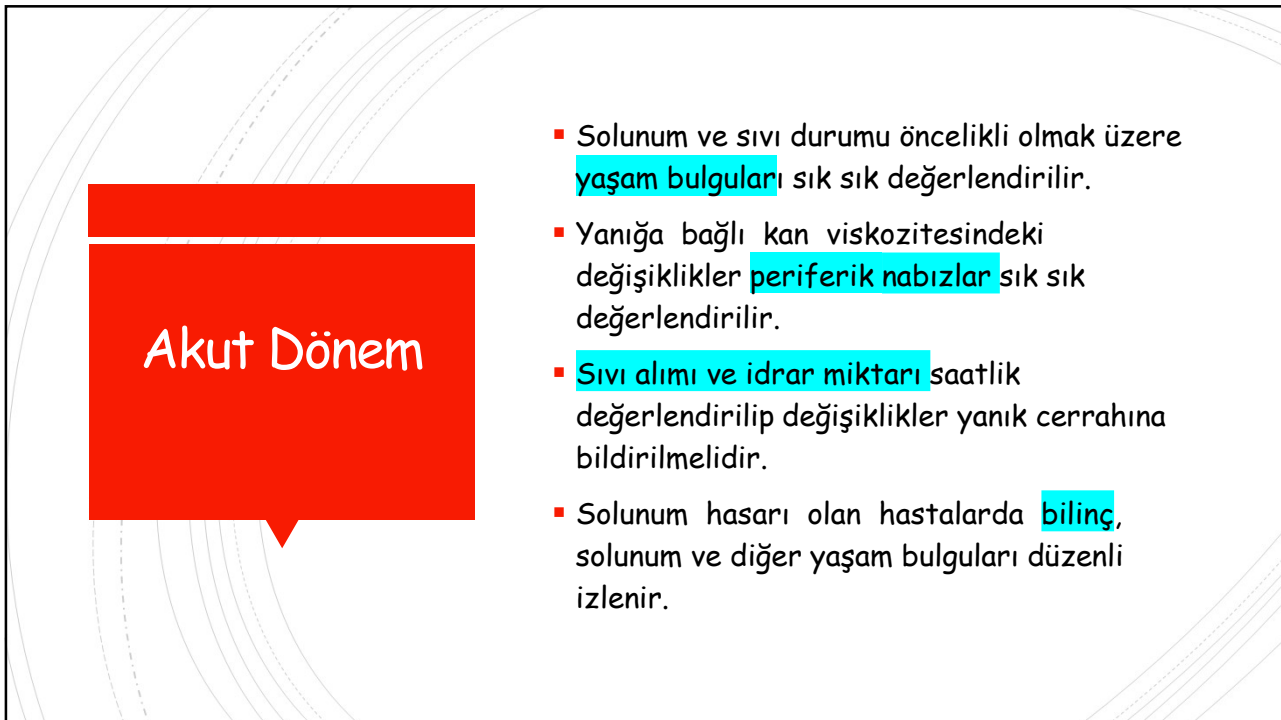 Akut Dönem
▪ Solunum ve sıvı durumu öncelikli olmak üzere
yaşam bulguları sık sık değerlendirilir.
▪ Yanığa bağlı kan viskozitesindeki
değişiklikler periferik nabızlar sık sık
değerlendirilir.
▪ Sıvı alımı ve idrar miktarı saatlik
değerlendirilip değişiklikler yanık cerrahına
bildirilmelidir.
▪ Solunum hasarı olan hastalarda bilinç,
solunum ve diğer yaşam bulguları düzenli
izlenir.